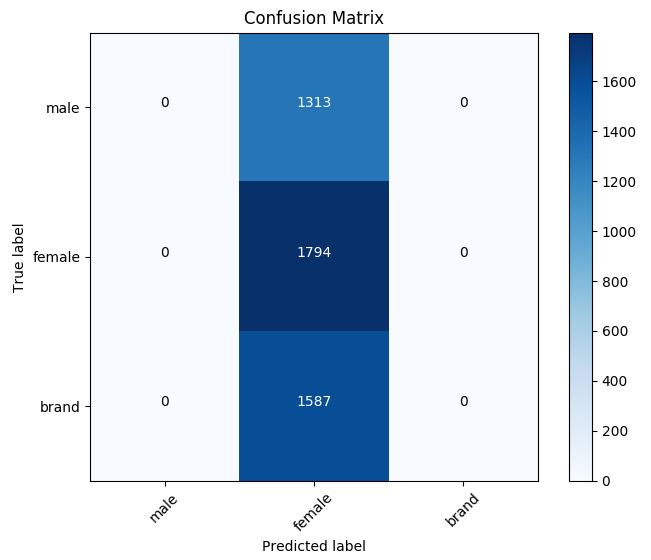 Confusion Matrix
male 0 1313 0
female 0 1794 0
brand 0 1587 0
male female brand
True label
Predicted label
1600
1400
1200
1000
800
600
400
200
0